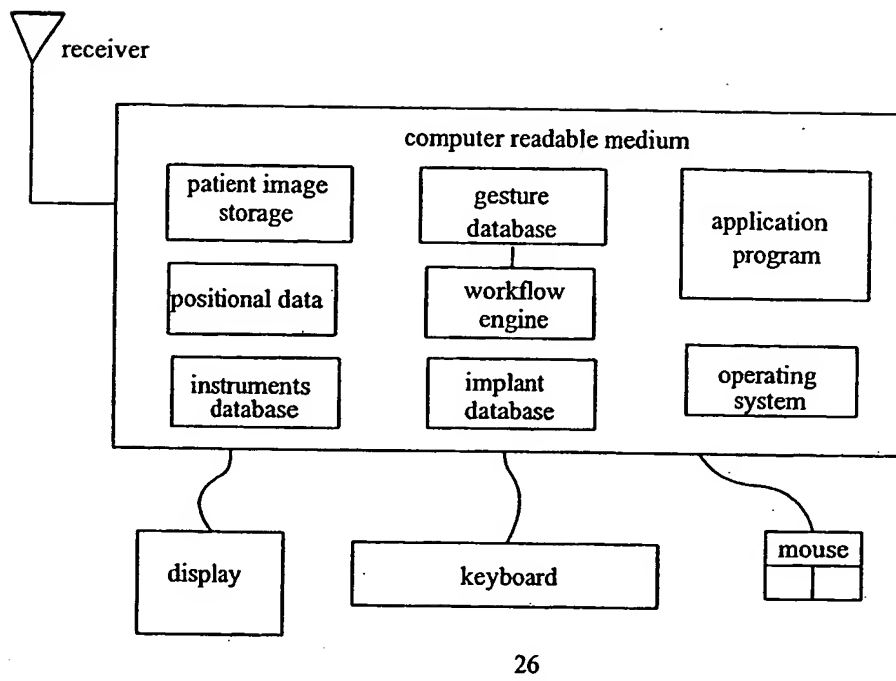 receiver
computer readable medium
patient image
storage
gesture
database
application
program
positional data
workflow
engine
instruments
database
implant
database
operating
system
display
keyboard
mouse
26